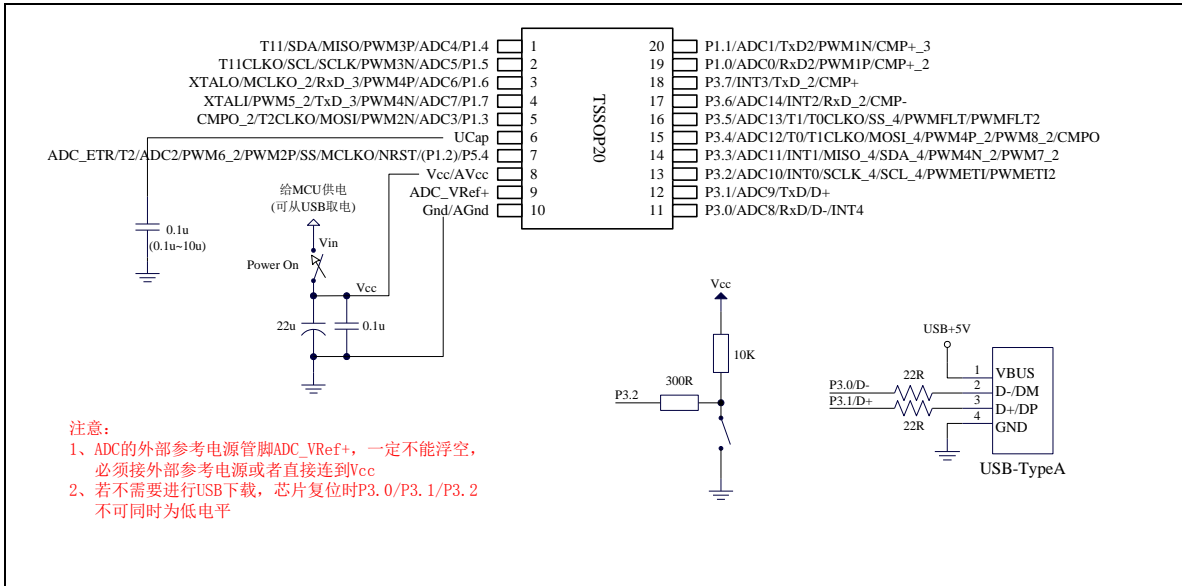 T11/SDA/MISO/PWM3P/ADC4/P1.4 1
T11CLKO/SCL/SCLK/PWM3N/ADC5/P1.5 2
XTALO/MCLKO_2/RxD_3/PWM4P/ADC6/P1.6 3
XTALI/PWM5_2/TxD_3/PWM4N/ADC7/P1.7 4
CMPO_2/T2CLKO/MOSI/PWM2N/ADC3/P1.3 5
UCap 6
ADC_ETR/T2/ADC2/PWM6_2/PWM2P/SS/MCLKO/NRST/(P1.2)/P5.4 7
Vcc/AVcc 8
ADC_VRef+ 9
Gnd/AGnd 10
TSSOP20
20 P1.1/ADC1/TxD2/PWM1N/CMP+_3
19 P1.0/ADC0/RxD2/PWM1P/CMP+_2
18 P3.7/INT3/TxD_2/CMP+
17 P3.6/ADC14/INT2/RxD_2/CMP-
16 P3.5/ADC13/T1/T0CLKO/SS_4/PWMFLT/PWMFLT2
15 P3.4/ADC12/T0/T1CLKO/MOSI_4/PWM4P_2/PWM8_2/CMPO
14 P3.3/ADC11/INT1/MISO_4/SDA_4/PWM4N_2/PWM7_2
13 P3.2/ADC10/INT0/SCLK_4/SCL_4/PWMETI/PWMETI2
12 P3.1/ADC9/TxD/D+
11 P3.0/ADC8/RxD/D-/INT4
0.1u
(0.1u~10u)
给MCU供电
(可从USB取电)
Vin
Power On
Vcc
22u
0.1u
Vcc
10K
300R
P3.2
USB+5V
22R
P3.0/D-
P3.1/D+
22R
1 VBUS
2 D-/DM
3 D+/DP
4 GND
USB-TypeA
注意:
1、ADC的外部参考电源管脚ADC_VRef+，一定不能浮空，
必须接外部参考电源或者直接连到Vcc
2、若不需要进行USB下载，芯片复位时P3.0/P3.1/P3.2
不可同时为低电平